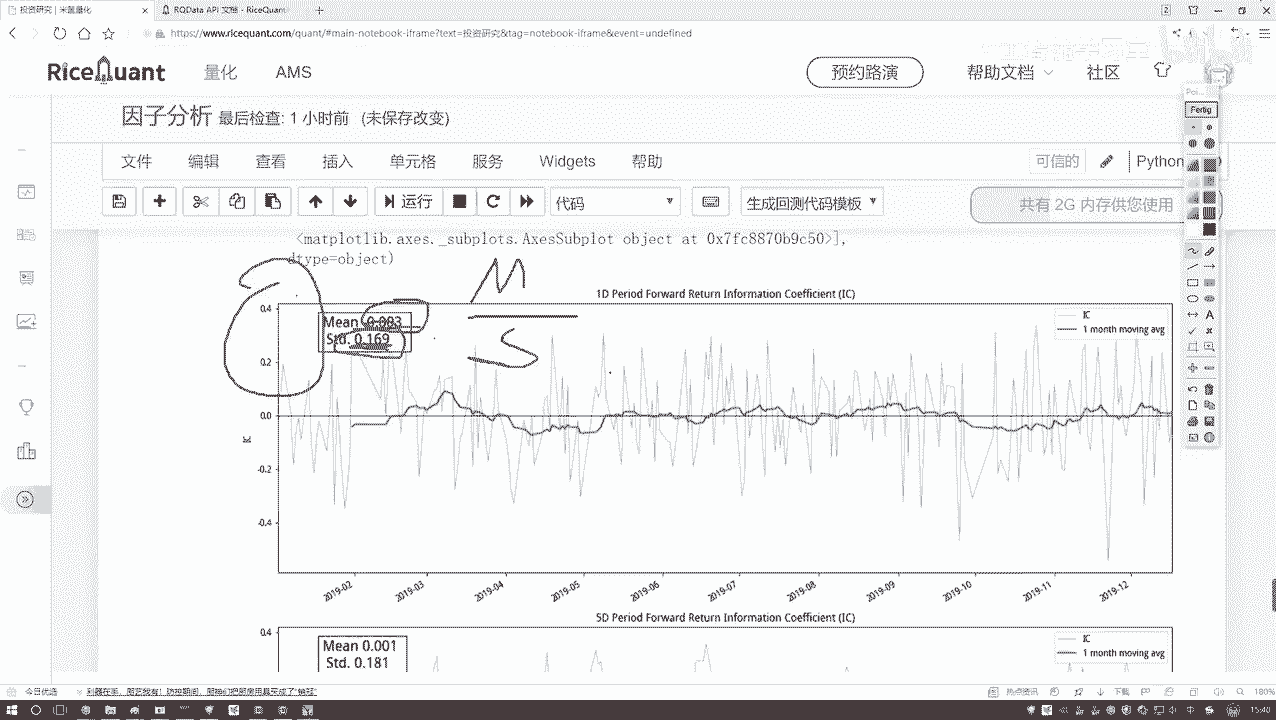 投资研究 | 米筐量化
RQData API 文档 - RiceQuan
https://www.ricequant.com/quant/#main-notebook-iframe?text=投资研究&tag=notebook-iframe&event=undefined
RiceQuant 量化 AMS 预约路演 帮助文档 社区
因子分析 最后检查: 1 小时前 (未保存改变)
文件 编辑 查看 插入 单元格 服务 Widgets 帮助 可信的 Python
运行 代码 生成回测代码模板 共有 2G 内存供您使用
<matplotlib.axes._subplots.AxesSubplot object at 0x7fc8870b9c50>],
dtype=object)
M
S
Fertig
1D Period Forward Return Information Coefficient (IC)
Mean 0.003
Std. 0.169
IC
1 month moving avg
0.4
0.2
0.0
-0.2
-0.4
IC
2019-02 2019-03 2019-04 2019-05 2019-06 2019-07 2019-08 2019-09 2019-10 2019-11 2019-12
5D Period Forward Return Information Coefficient (IC)
0.4
Mean 0.001
Std. 0.181
IC
1 month moving avg
今日优选
热点资讯 下载 180%
15:40